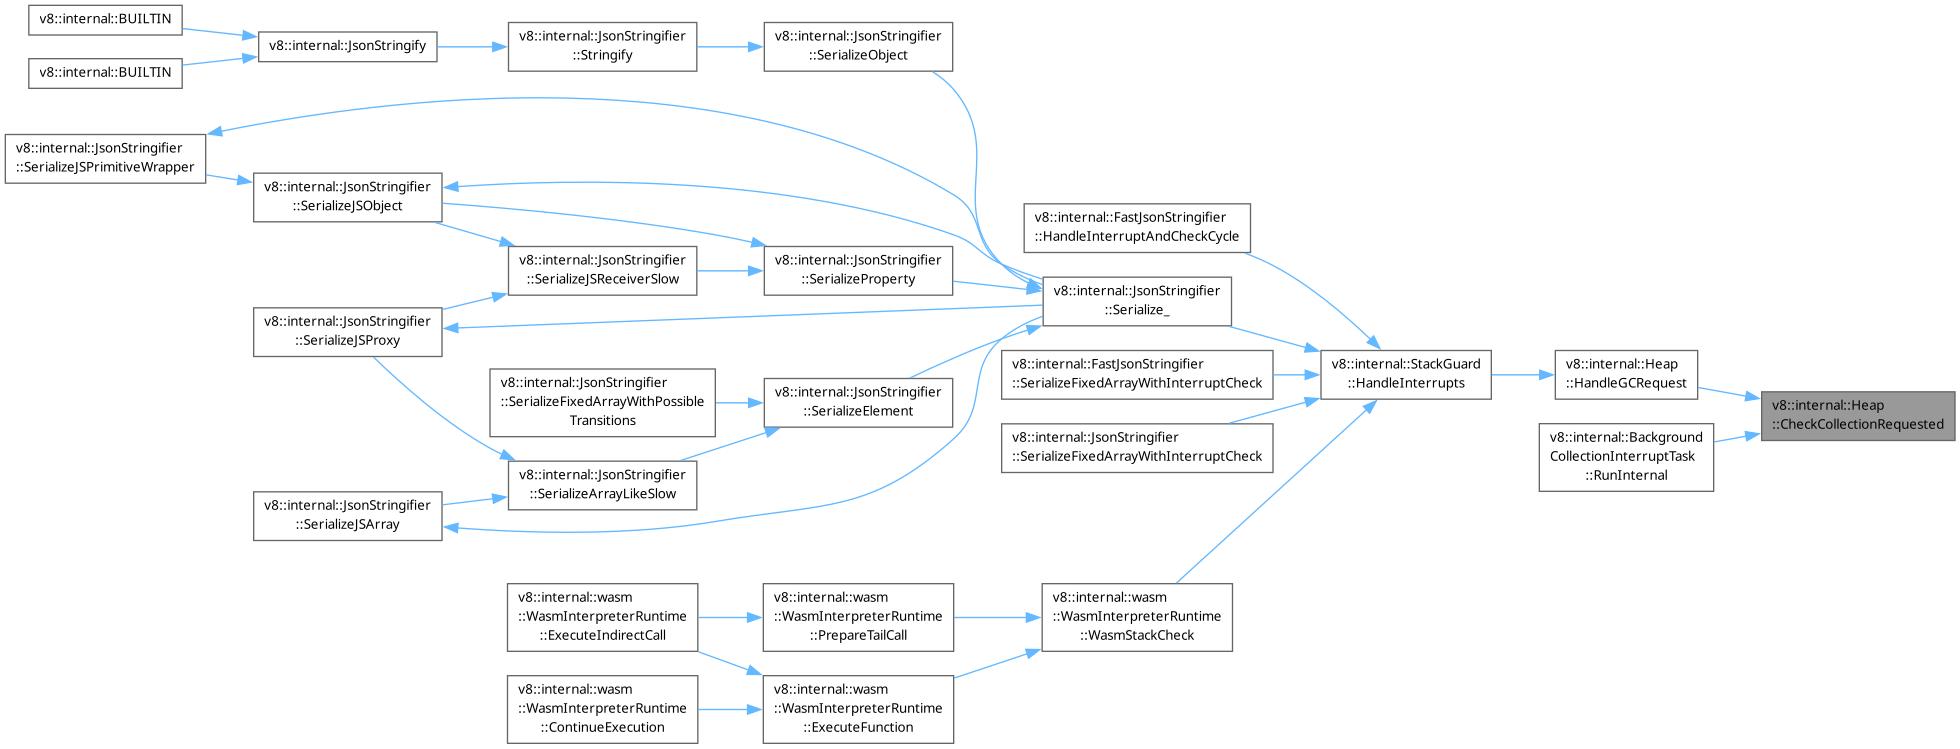 v8::internal::BUILTIN
v8::internal::BUILTIN
v8::internal::JsonStringify
v8::internal::JsonStringifier
::Stringify
v8::internal::JsonStringifier
::SerializeObject
v8::internal::JsonStringifier
::SerializeJSPrimitiveWrapper
v8::internal::JsonStringifier
::SerializeJSObject
v8::internal::JsonStringifier
::SerializeJSReceiverSlow
v8::internal::JsonStringifier
::SerializeProperty
v8::internal::FastJsonStringifier
::HandleInterruptAndCheckCycle
v8::internal::JsonStringifier
::Serialize_
v8::internal::JsonStringifier
::SerializeJSProxy
v8::internal::FastJsonStringifier
::SerializeFixedArrayWithInterruptCheck
v8::internal::StackGuard
::HandleInterrupts
v8::internal::Heap
::HandleGCRequest
v8::internal::Heap
::CheckCollectionRequested
v8::internal::JsonStringifier
::SerializeFixedArrayWithPossible
Transitions
v8::internal::JsonStringifier
::SerializeElement
v8::internal::JsonStringifier
::SerializeFixedArrayWithInterruptCheck
v8::internal::Background
CollectionInterruptTask
::RunInternal
v8::internal::JsonStringifier
::SerializeArrayLikeSlow
v8::internal::JsonStringifier
::SerializeJSArray
v8::internal::wasm
::WasmInterpreterRuntime
::ExecuteIndirectCall
v8::internal::wasm
::WasmInterpreterRuntime
::PrepareTailCall
v8::internal::wasm
::WasmInterpreterRuntime
::WasmStackCheck
v8::internal::wasm
::WasmInterpreterRuntime
::ContinueExecution
v8::internal::wasm
::WasmInterpreterRuntime
::ExecuteFunction